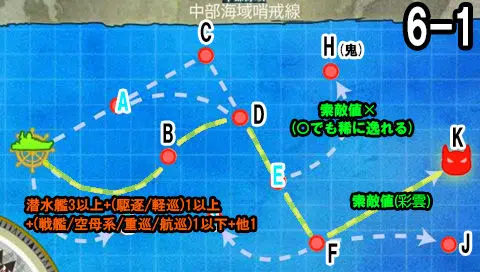 中部海域哨戒線
6-1
C
H(鬼)
A
索敵値×
(〇でも稀に逸れる)
D
B
K
E
潜水艦3以上+(駆逐/軽巡)1以上
+(戦艦/空母系/重巡/航巡)1以下+他1
索敵値(彩雲)
F
J